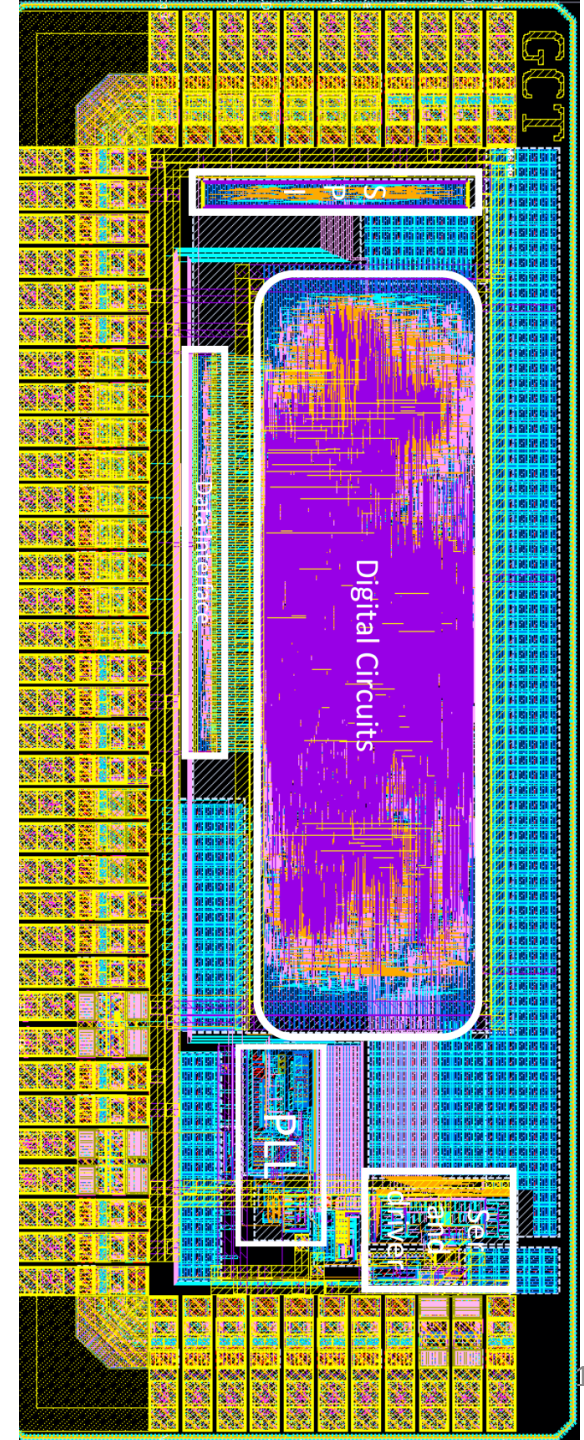 GCT
SPI
Data Interface
Digital Circuits
PLL
Ser
and
driver